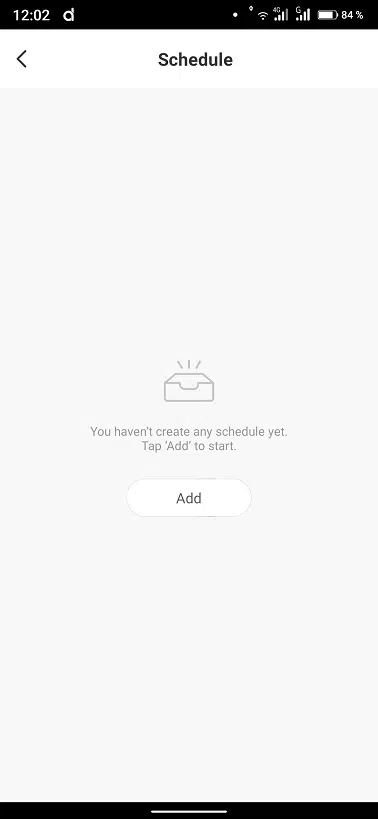 12:02
4G
G
84 %
Schedule
You haven't create any schedule yet.
Tap 'Add' to start.
Add